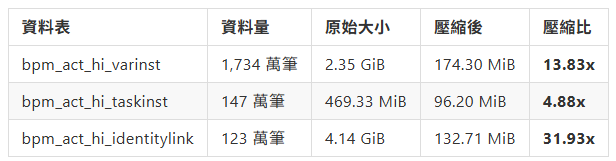 資料表 資料量 原始大小 壓縮後 壓縮比
bpm_act_hi_varinst 1,734 萬筆 2.35 GiB 174.30 MiB 13.83x
bpm_act_hi_taskinst 147 萬筆 469.33 MiB 96.20 MiB 4.88x
bpm_act_hi_identitylink 123 萬筆 4.14 GiB 132.71 MiB 31.93x